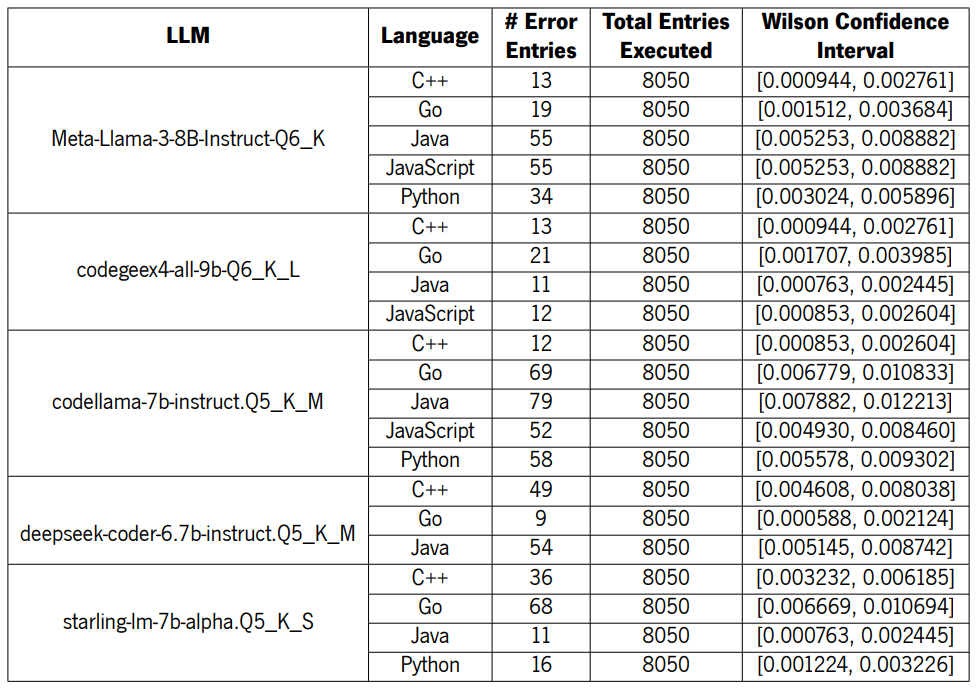 LLM Language # Error Entries Total Entries Executed Wilson Confidence Interval
Meta-Llama-3-8B-Instruct-Q6_K
C++ 13 8050 [0.000944, 0.002761]
Go 19 8050 [0.001512, 0.003684]
Java 55 8050 [0.005253, 0.008882]
JavaScript 55 8050 [0.005253, 0.008882]
Python 34 8050 [0.003024, 0.005896]
codegeex4-all-9b-Q6_K_L
C++ 13 8050 [0.000944, 0.002761]
Go 21 8050 [0.001707, 0.003985]
Java 11 8050 [0.000763, 0.002445]
JavaScript 12 8050 [0.000853, 0.002604]
codellama-7b-instruct.Q5_K_M
C++ 12 8050 [0.000853, 0.002604]
Go 69 8050 [0.006779, 0.010833]
Java 79 8050 [0.007882, 0.012213]
JavaScript 52 8050 [0.004930, 0.008460]
Python 58 8050 [0.005578, 0.009302]
deepseek-coder-6.7b-instruct.Q5_K_M
C++ 49 8050 [0.004608, 0.008038]
Go 9 8050 [0.000588, 0.002124]
Java 54 8050 [0.005145, 0.008742]
starling-lm-7b-alpha.Q5_K_S
C++ 36 8050 [0.003232, 0.006185]
Go 68 8050 [0.006669, 0.010694]
Java 11 8050 [0.000763, 0.002445]
Python 16 8050 [0.001224, 0.003226]